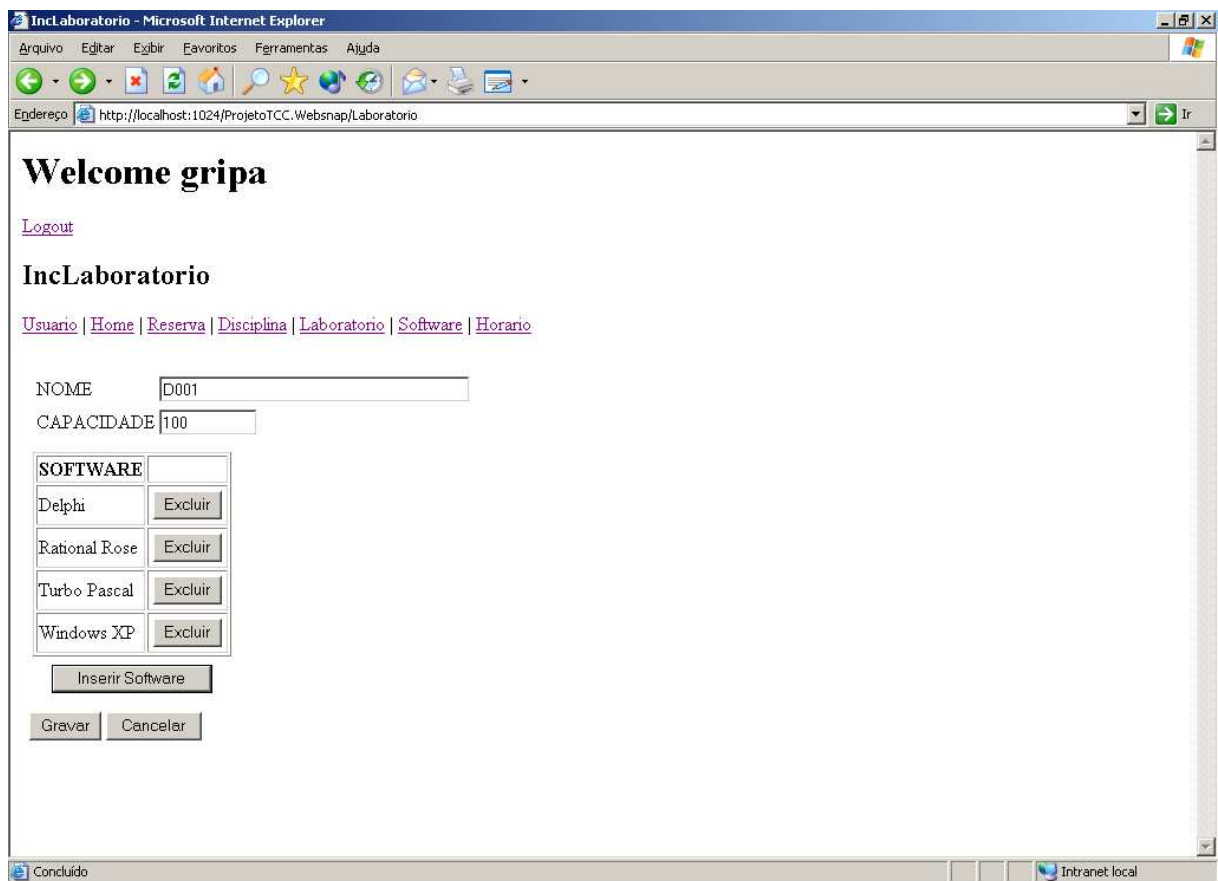 IncLaboratorio - Microsoft Internet Explorer
Arquivo Editar Exibir Favoritos Ferramentas Ajuda
Endereço http://localhost:1024/ProjetoTCC.Websnap/Laboratorio Ir
Welcome gripa
Logout
IncLaboratorio
Usuario | Home | Reserva | Disciplina | Laboratorio | Software | Horario
NOME D001
CAPACIDADE 100
SOFTWARE
Delphi Excluir
Rational Rose Excluir
Turbo Pascal Excluir
Windows XP Excluir
Inserir Software
Gravar Cancelar
Concluído Intranet local